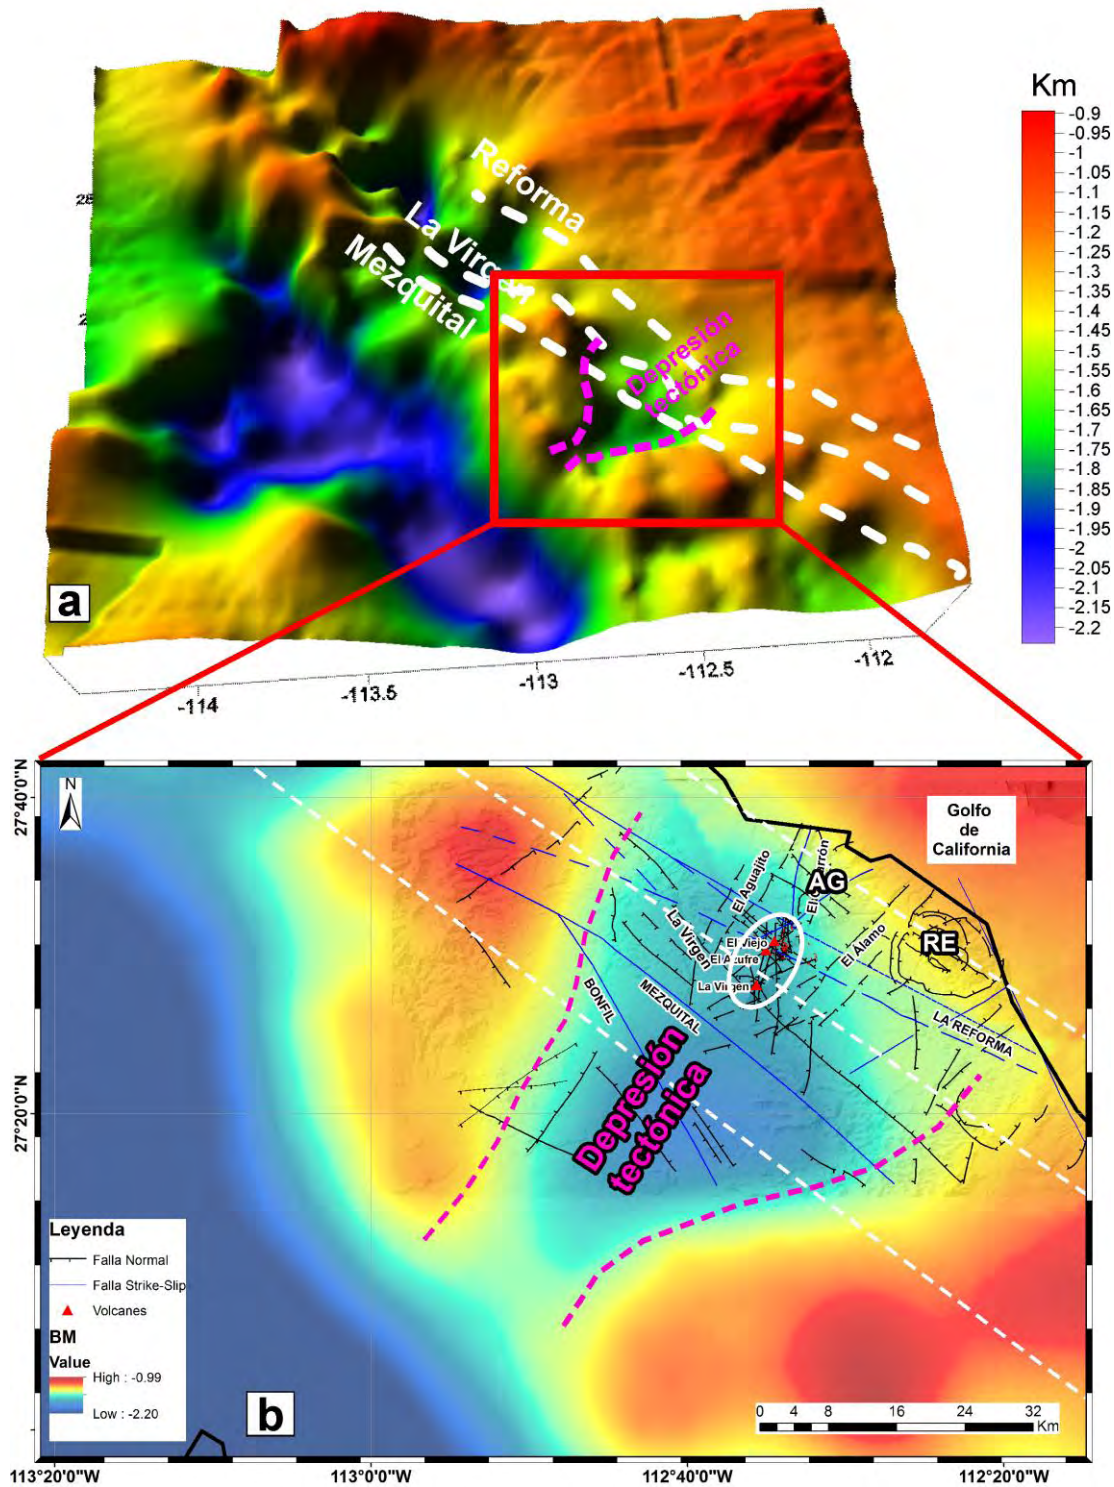 Km
-0.9
-0.95
-1
-1.05
-1.1
-1.15
-1.2
-1.25
-1.3
-1.35
-1.4
-1.45
-1.5
-1.55
-1.6
-1.65
-1.7
-1.75
-1.8
-1.85
-1.9
-1.95
-2
-2.05
-2.1
-2.15
-2.2
28
Reforma
La Virgen
Mezquital
Depresión
tectónica
a
-114
-113.5
-113
-112.5
-112
27°40'0"N
27°20'0"N
N
Golfo
de
California
El Aguajito
AG
RE
La Virgen
El Viejo
El Azufre
La Virgen
El Alamo
BONFIL
MEZQUITAL
LA REFORMA
Depresión
tectónica
Leyenda
Falla Normal
Falla Strike-Slip
Volcanes
BM
Value
High : -0.99
Low : -2.20
b
0 4 8 16 24 32
Km
113°20'0"W
113°0'0"W
112°40'0"W
112°20'0"W